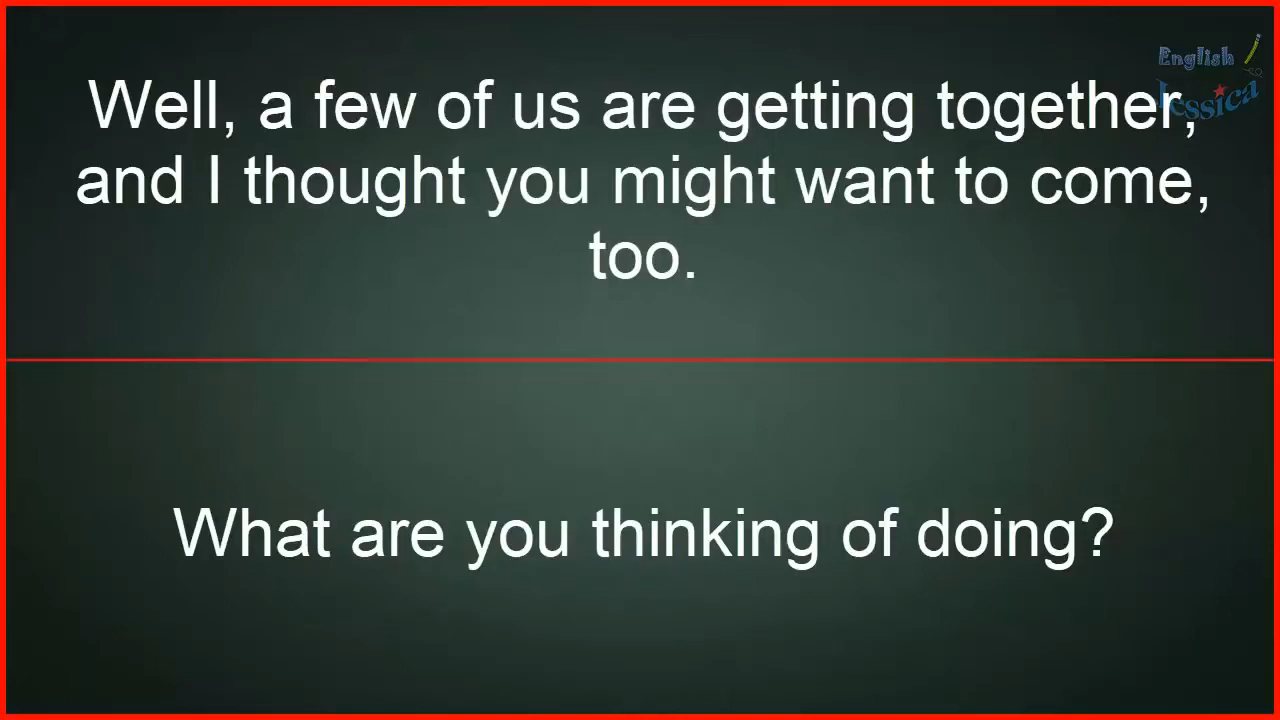 English
Jessica
Well, a few of us are getting together,
and I thought you might want to come,
too.
What are you thinking of doing?